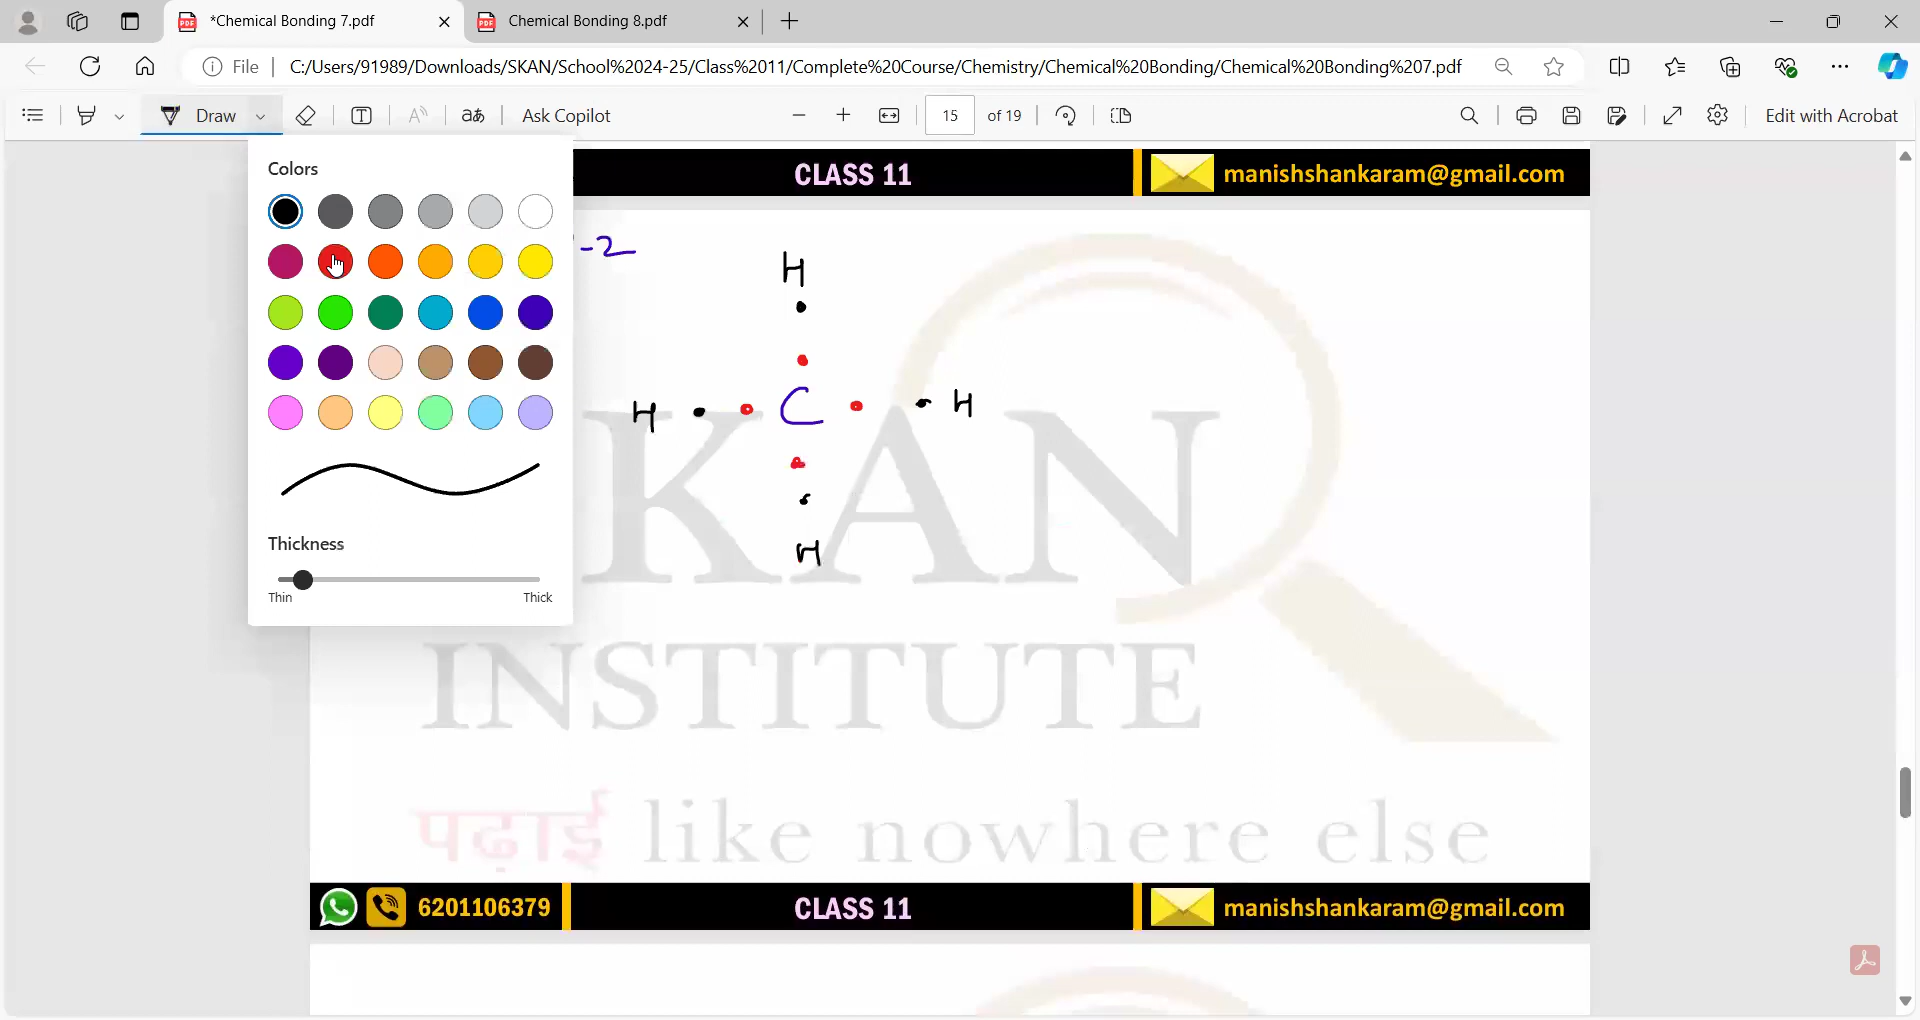 *Chemical Bonding 7.pdf
Chemical Bonding 8.pdf
File
C:/Users/91989/Downloads/SKAN/School%2024-25/Class%2011/Complete%20Course/Chemistry/Chemical%20Bonding/Chemical%20Bonding%207.pdf
Draw
T
A
aあ
Ask Copilot
15 of 19
Edit with Acrobat
Colors
Thickness
Thin
Thick
CLASS 11
manishshankaram@gmail.com
-2
H
H C H
H
SKAN
INSTITUTE
पढ़ाई like nowhere else
6201106379
CLASS 11
manishshankaram@gmail.com